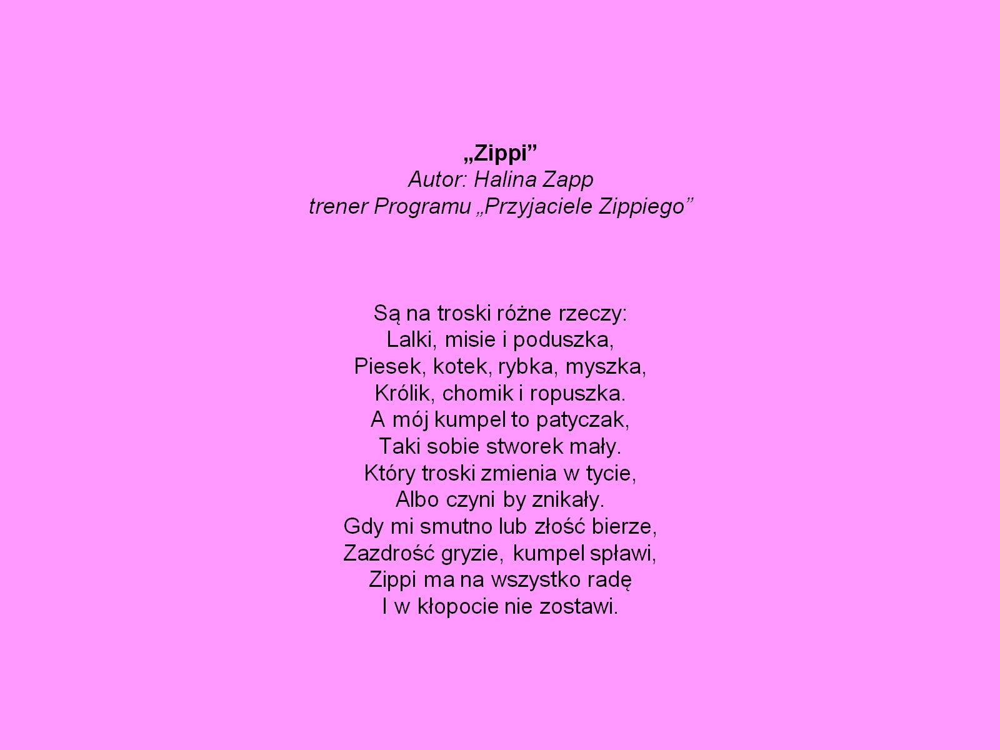 „Zippi”
Autor: Halina Zapp
trener Programu „Przyjaciele Zippiego”
Są na troski różne rzeczy:
Lalki, misie i poduszka,
Piesek, kotek, rybka, myszka,
Królik, chomik i ropuszka.
A mój kumpel to patyczak,
Taki sobie stworek mały.
Który troski zmienia w tycie,
Albo czyni by znikały.
Gdy mi smutno lub złość bierze,
Zazdrość gryzie, kumpel spławi,
Zippi ma na wszystko radę
I w kłopocie nie zostawi.